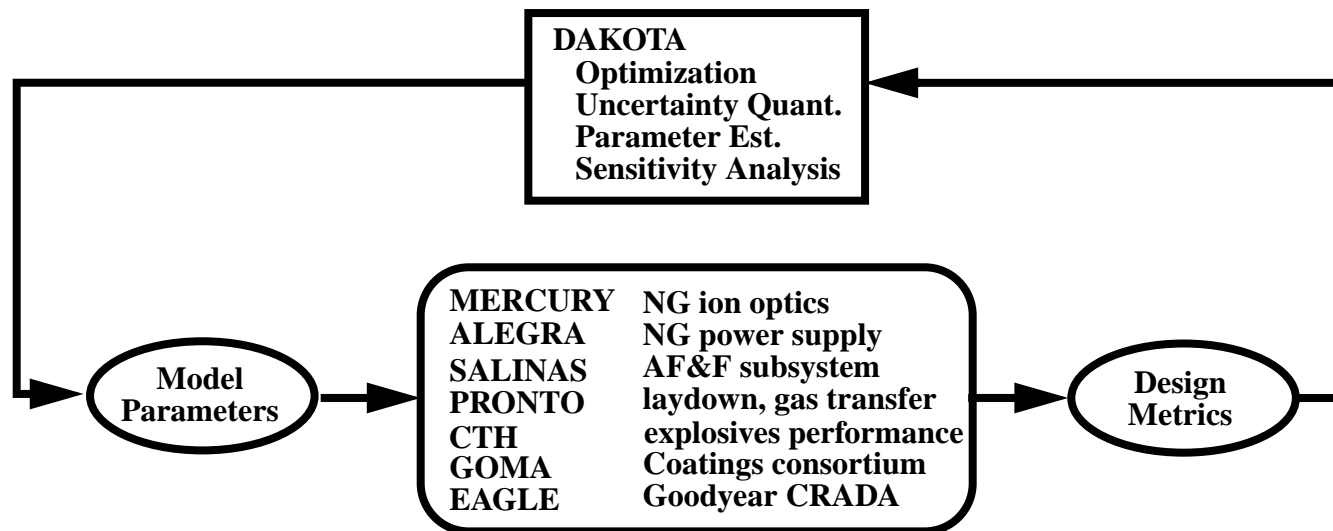 DAKOTA
Optimization
Uncertainty Quant.
Parameter Est.
Sensitivity Analysis
Model
Parameters
MERCURY NG ion optics
ALEGRA NG power supply
SALINAS AF&F subsystem
PRONTO laydown, gas transfer
CTH explosives performance
GOMA Coatings consortium
EAGLE Goodyear CRADA
Design
Metrics